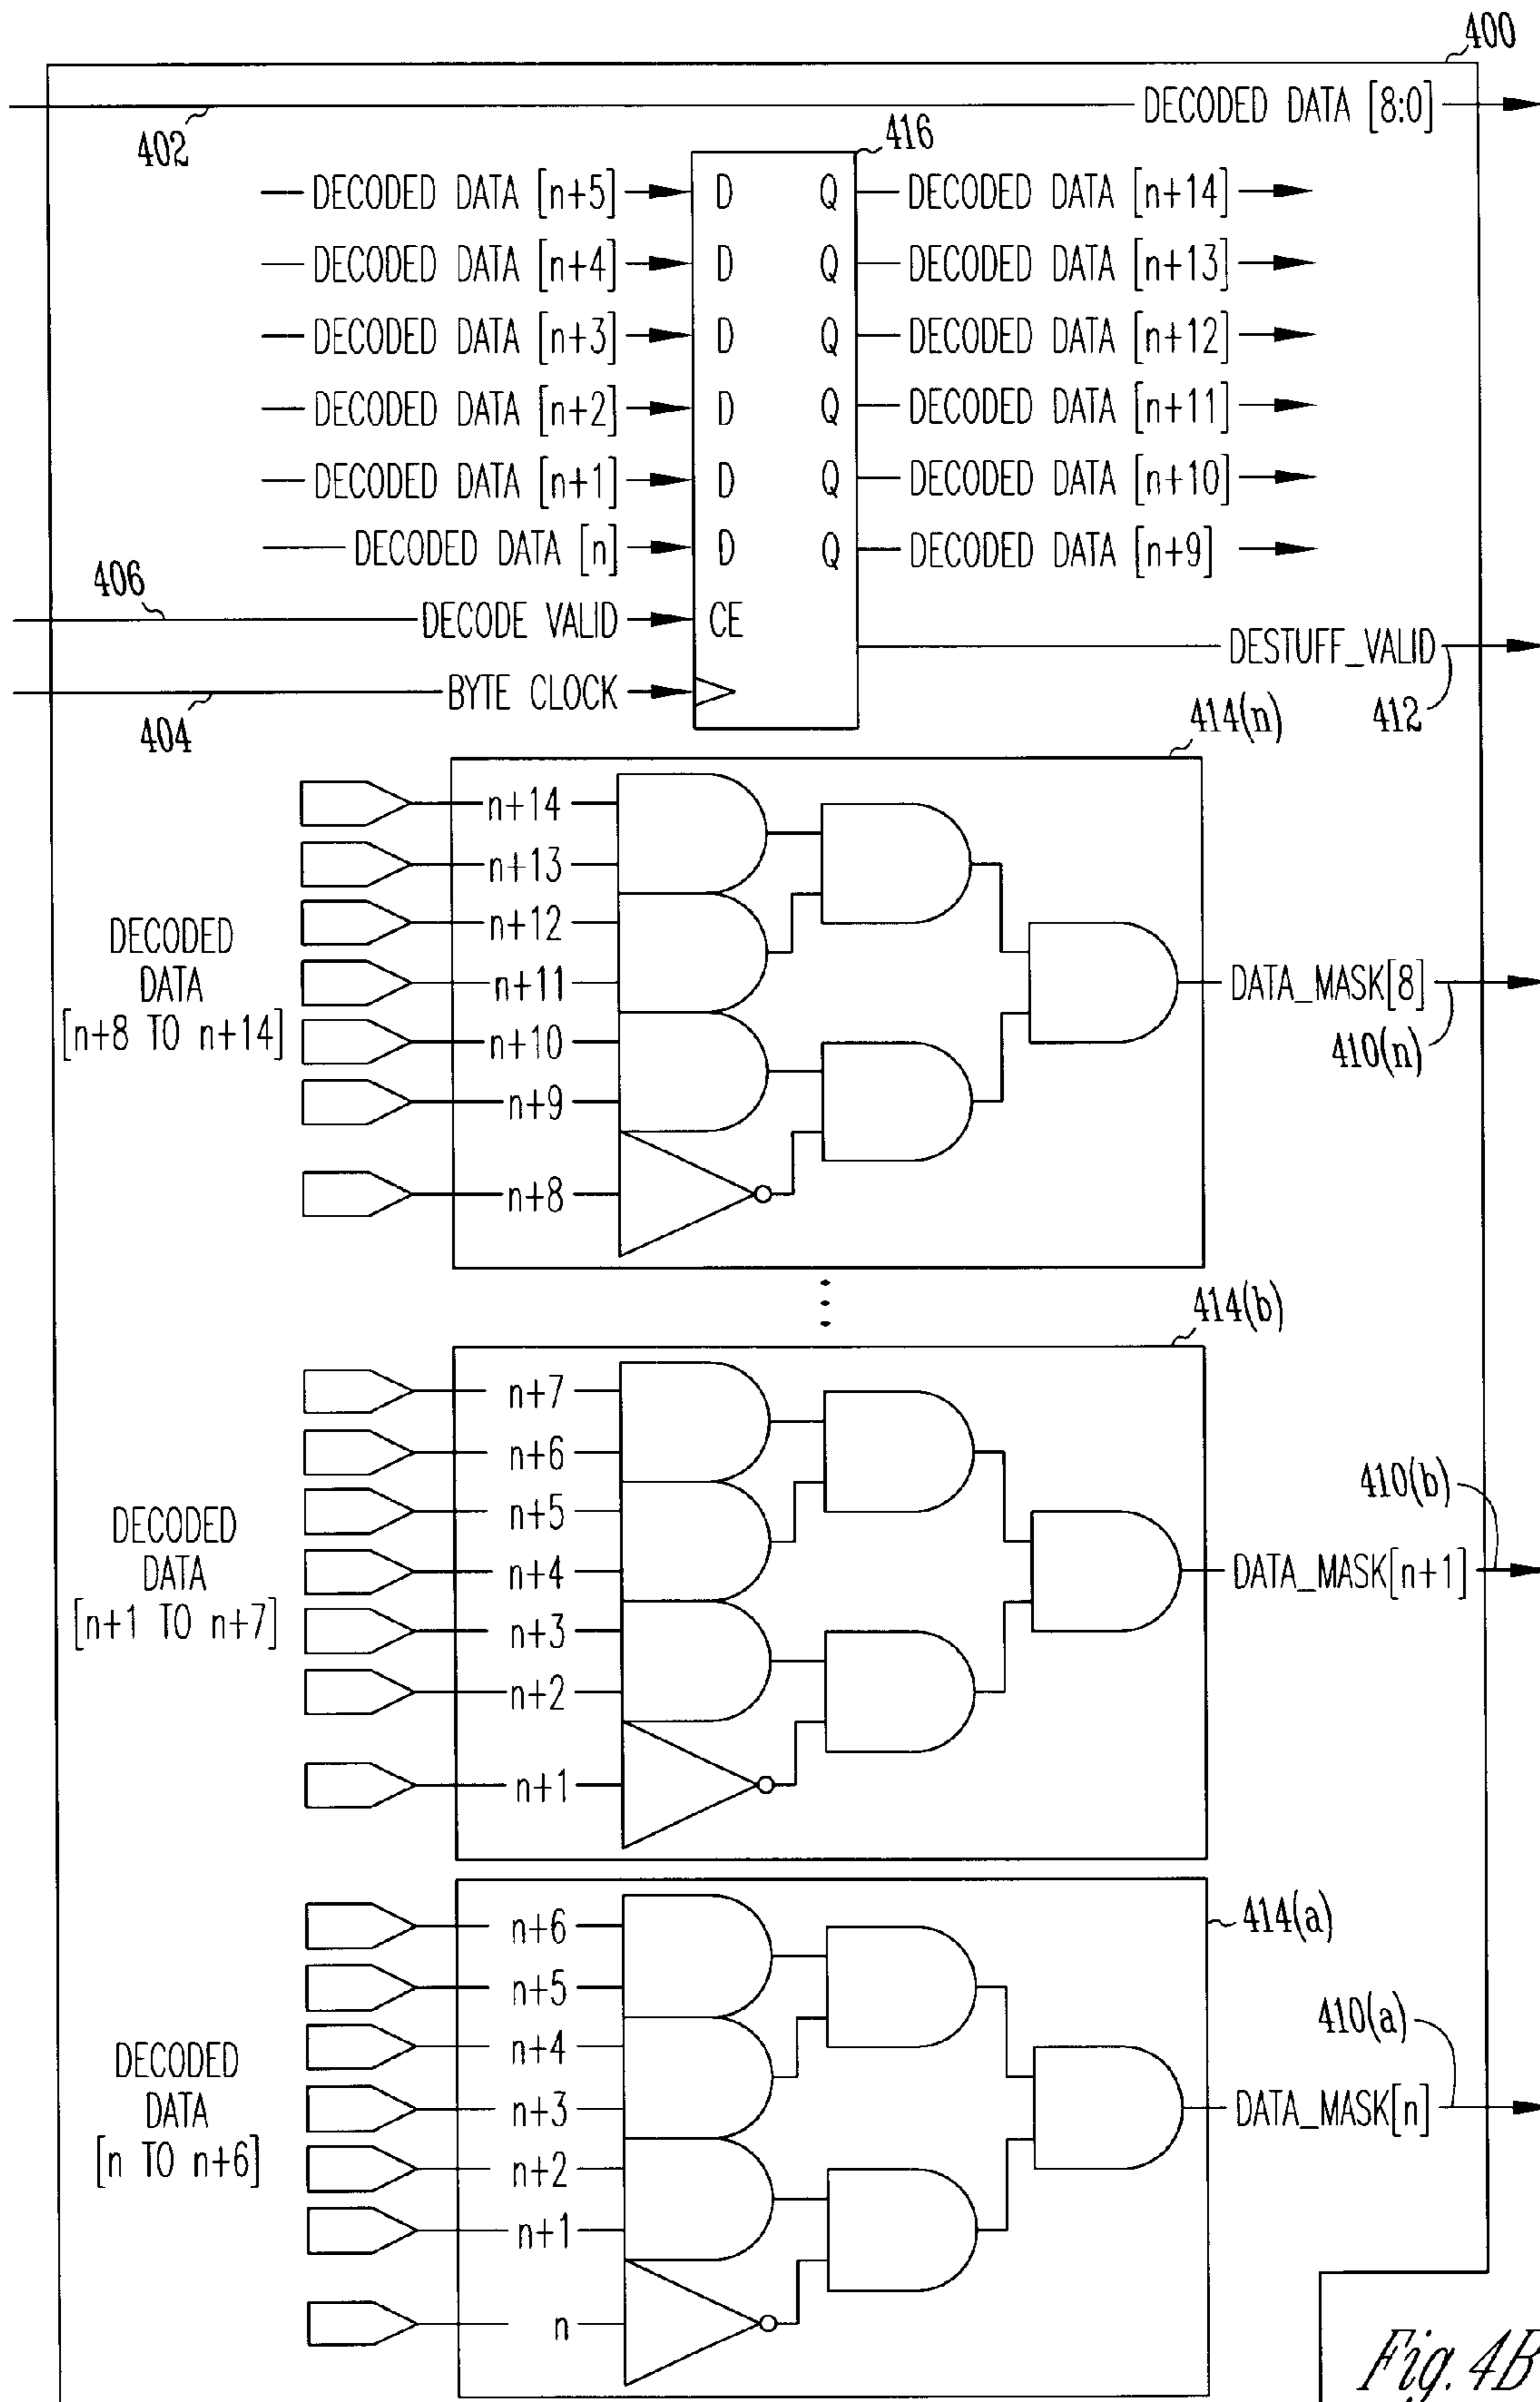 400
DECODED DATA [8:0]
402
416
DECODED DATA [n+5] D Q DECODED DATA [n+14]
DECODED DATA [n+4] D Q DECODED DATA [n+13]
DECODED DATA [n+3] D Q DECODED DATA [n+12]
DECODED DATA [n+2] D Q DECODED DATA [n+11]
DECODED DATA [n+1] D Q DECODED DATA [n+10]
DECODED DATA [n] D Q DECODED DATA [n+9]
406
DECODE VALID CE
DESTUFF_VALID
BYTE CLOCK
404
412
414(n)
n+14
n+13
n+12
n+11
n+10
n+9
n+8
DECODED
DATA
[n+8 TO n+14]
DATA_MASK[8]
410(n)
414(b)
n+7
n+6
n+5
n+4
n+3
n+2
n+1
DECODED
DATA
[n+1 TO n+7]
410(b)
DATA_MASK[n+1]
414(a)
n+6
n+5
n+4
n+3
n+2
n+1
n
DECODED
DATA
[n TO n+6]
410(a)
DATA_MASK[n]
Fig. 4B